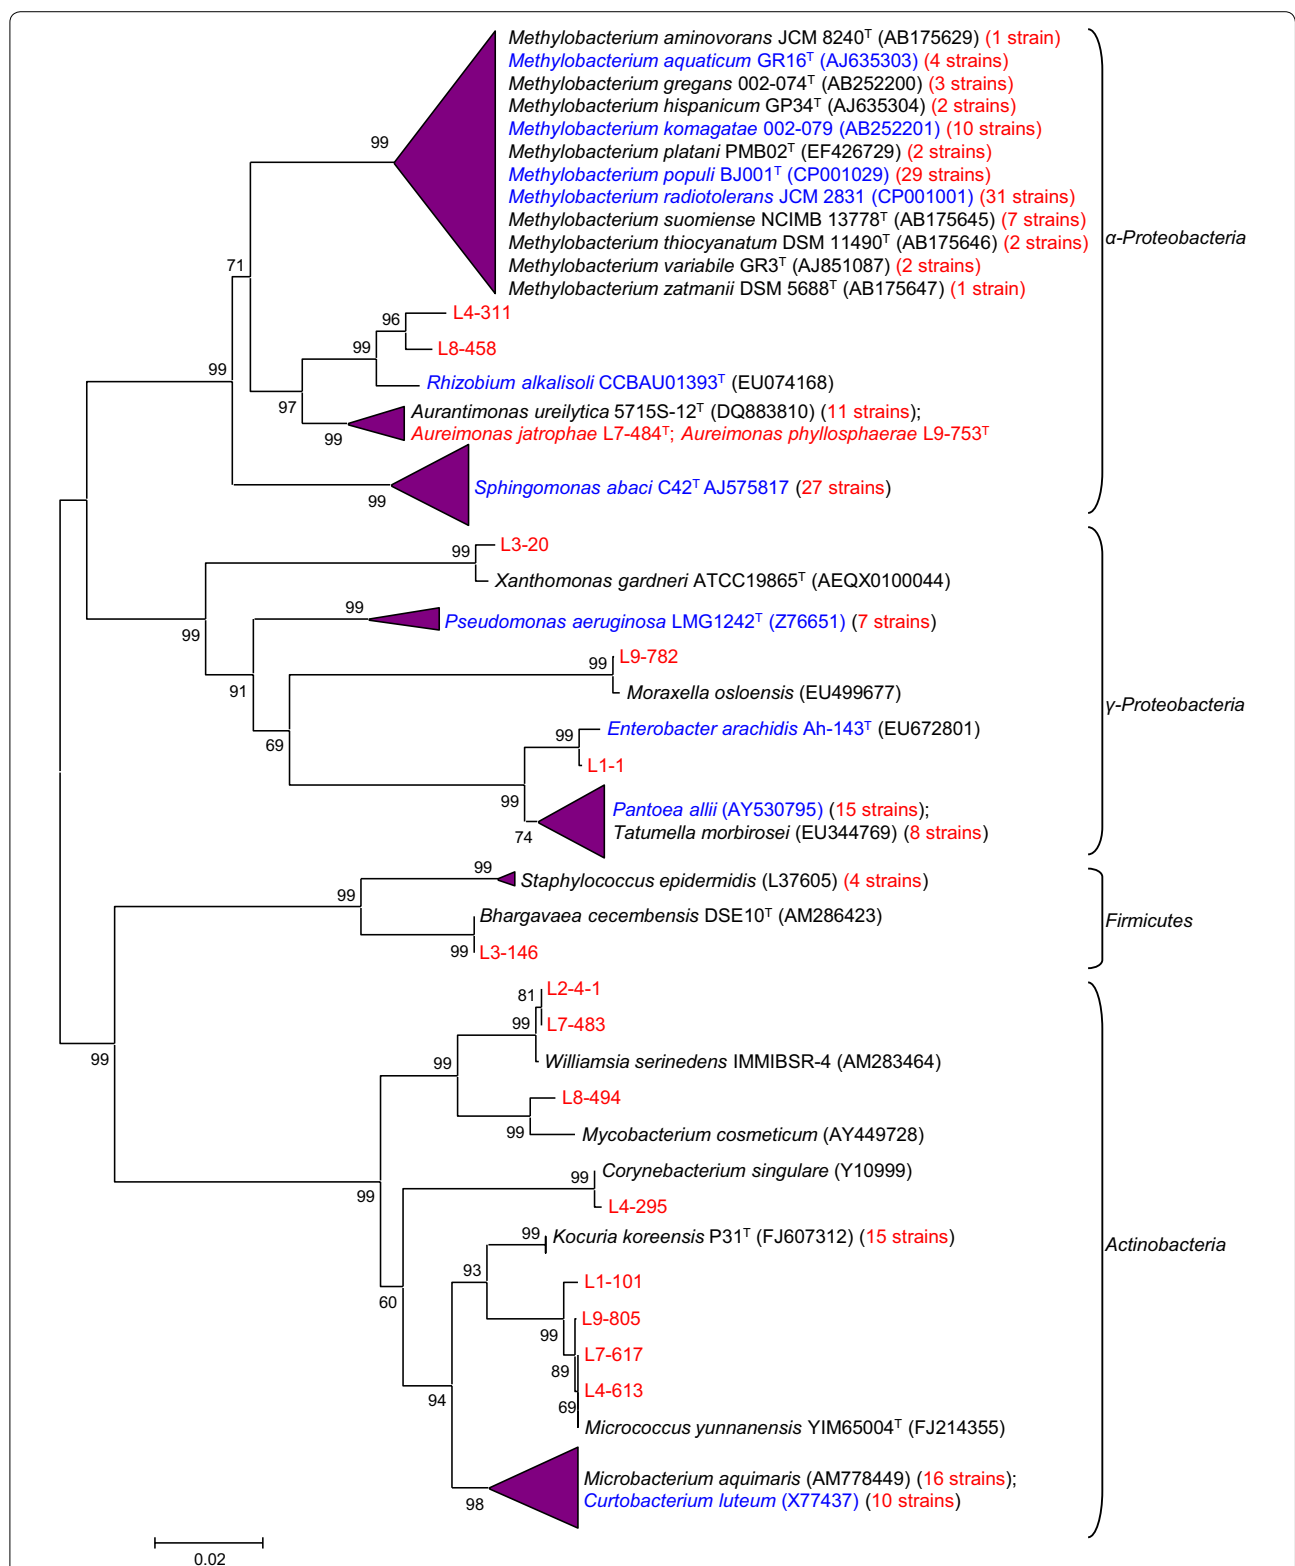 Methylobacterium aminovorans JCM 8240ᵀ (AB175629) (1 strain)
Methylobacterium aquaticum GR16ᵀ (AJ635303) (4 strains)
Methylobacterium gregans 002-074ᵀ (AB252200) (3 strains)
Methylobacterium hispanicum GP34ᵀ (AJ635304) (2 strains)
99
Methylobacterium komagatae 002-079 (AB252201) (10 strains)
Methylobacterium platani PMB02ᵀ (EF426729) (2 strains)
Methylobacterium populi BJ001ᵀ (CP001029) (29 strains)
Methylobacterium radiotolerans JCM 2831 (CP001001) (31 strains)
Methylobacterium suomiense NCIMB 13778ᵀ (AB175645) (7 strains)
Methylobacterium thiocyanatum DSM 11490ᵀ (AB175646) (2 strains)
α-Proteobacteria
Methylobacterium variabile GR3ᵀ (AJ851087) (2 strains)
71
Methylobacterium zatmanii DSM 5688ᵀ (AB175647) (1 strain)
L4-311
96
L8-458
99
99
Rhizobium alkalisoli CCBAU01393ᵀ (EU074168)
97
Aurantimonas ureilytica 5715S-12ᵀ (DQ883810) (11 strains);
99
Aureimonas jatrophae L7-484ᵀ; Aureimonas phyllosphaerae L9-753ᵀ
99
Sphingomonas abaci C42ᵀ AJ575817 (27 strains)
L3-20
99
Xanthomonas gardneri ATCC19865ᵀ (AEQX0100044)
99
Pseudomonas aeruginosa LMG1242ᵀ (Z76651) (7 strains)
99
L9-782
99
91
Moraxella osloensis (EU499677)
γ-Proteobacteria
Enterobacter arachidis Ah-143ᵀ (EU672801)
99
69
L1-1
99
Pantoea allii (AY530795) (15 strains);
74
Tatumella morbirosei (EU344769) (8 strains)
99
Staphylococcus epidermidis (L37605) (4 strains)
99
Bhargavaea cecembensis DSE10ᵀ (AM286423)
Firmicutes
99
L3-146
L2-4-1
81
L7-483
99
99
Williamsia serinedens IMMIBSR-4 (AM283464)
99
L8-494
99
Mycobacterium cosmeticum (AY449728)
Corynebacterium singulare (Y10999)
99
99
L4-295
99
Kocuria koreensis P31ᵀ (FJ607312) (15 strains)
Actinobacteria
93
L1-101
60
L9-805
99
L7-617
89
L4-613
94
69
Micrococcus yunnanensis YIM65004ᵀ (FJ214355)
Microbacterium aquimaris (AM778449) (16 strains);
98
Curtobacterium luteum (X77437) (10 strains)
0.02